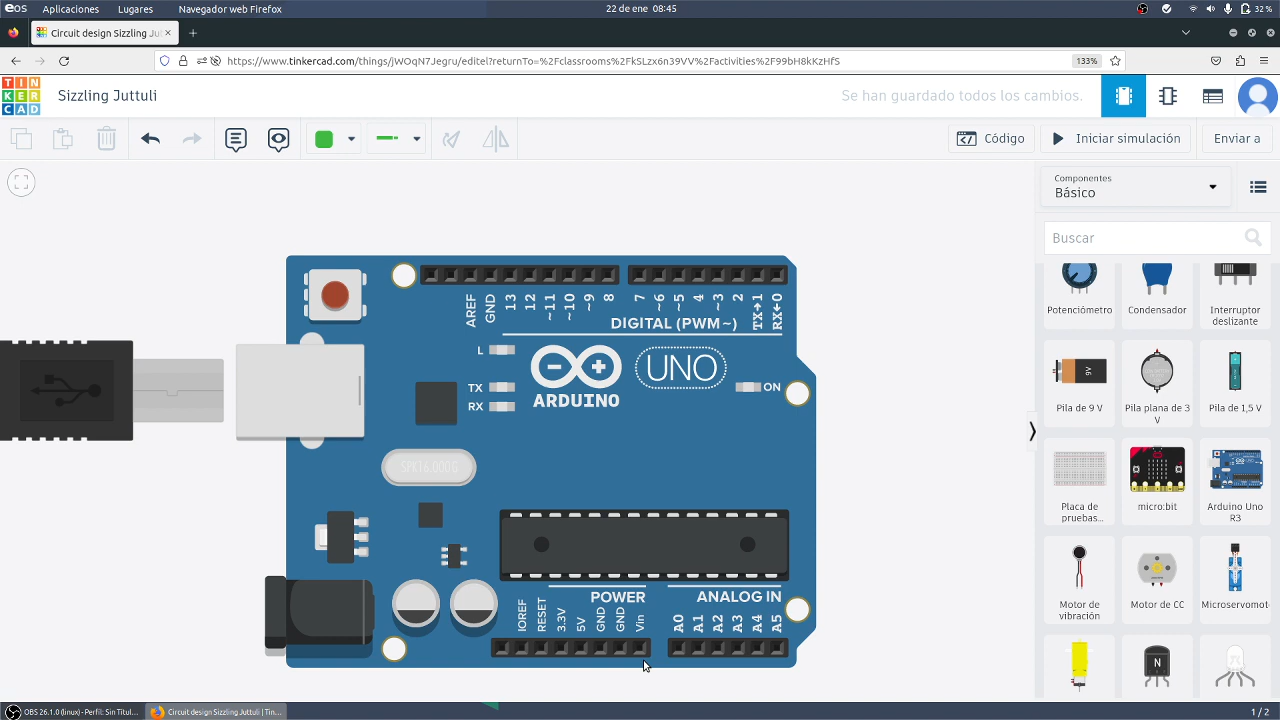 eos Aplicaciones Lugares Navegador web Firefox 22 de ene 08:45 32 %
Circuit design Sizzling Jut
https://www.tinkercad.com/things/jWOqN7Jegru/editel?returnTo=%2Fclassrooms%2FkSLzx6n39VV%2Factivities%2F99bH8kKzHfS 133%
TIN
KER
CAD
Sizzling Juttuli
Se han guardado todos los cambios.
Código
Iniciar simulación
Enviar a
Componentes
Básico
Buscar
Potenciómetro
Condensador
Interruptor
deslizante
9V
Pila de 9 V
Pila plana de 3
V
Pila de 1,5 V
Placa de
pruebas...
micro:bit
Arduino Uno
R3
Motor de
vibración
Motor de CC
Microservomot
N
AREF GND 13 12 ~11 ~10 ~9 8 7 ~6 ~5 4 ~3 2 TX→1 RX←0
DIGITAL (PWM~)
L
TX
RX
ARDUINO
UNO
ON
SPK16.000G
POWER
ANALOG IN
IOREF RESET 3.3V 5V GND GND Vin A0 A1 A2 A3 A4 A5
OBS 26.1.0 (linux) - Perfil: Sin Titul...
Circuit design Sizzling Juttuli | Tin...
1 / 2